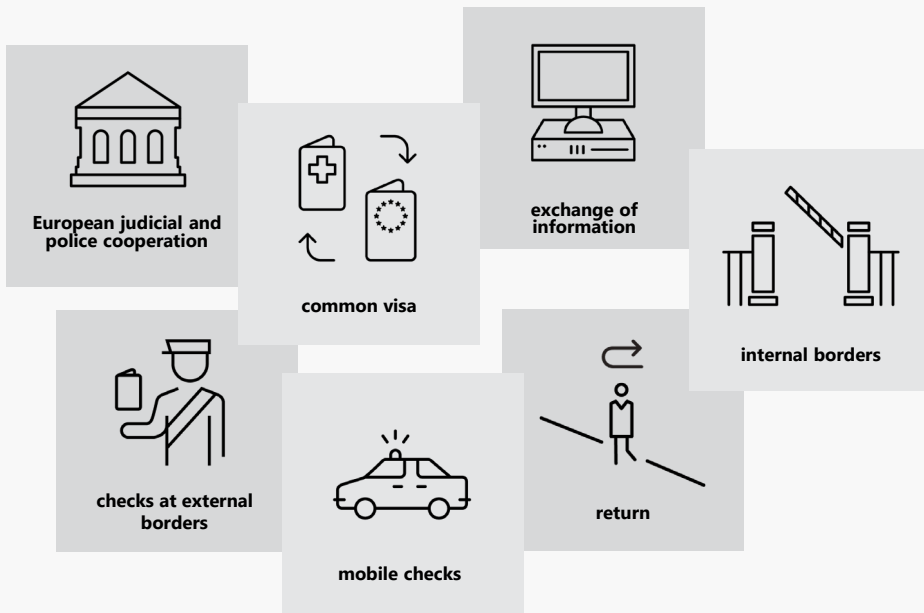 European judicial and
police cooperation
common visa
exchange of
information
internal borders
checks at external
borders
mobile checks
return